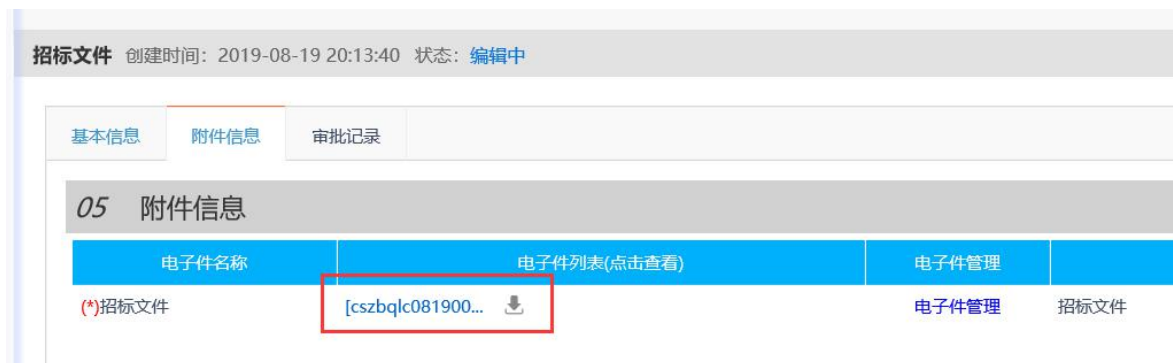 招标文件 创建时间：2019-08-19 20:13:40 状态：编辑中
基本信息 附件信息 审批记录
05 附件信息
电子件名称 电子件列表(点击查看) 电子件管理
(*)招标文件 [cszbqlc081900... 电子件管理 招标文件